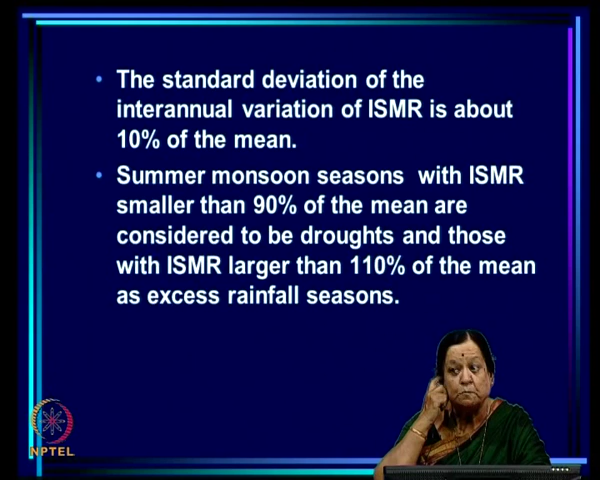 • The standard deviation of the
interannual variation of ISMR is about
10% of the mean.
• Summer monsoon seasons with ISMR
smaller than 90% of the mean are
considered to be droughts and those
with ISMR larger than 110% of the mean
as excess rainfall seasons.
NPTEL